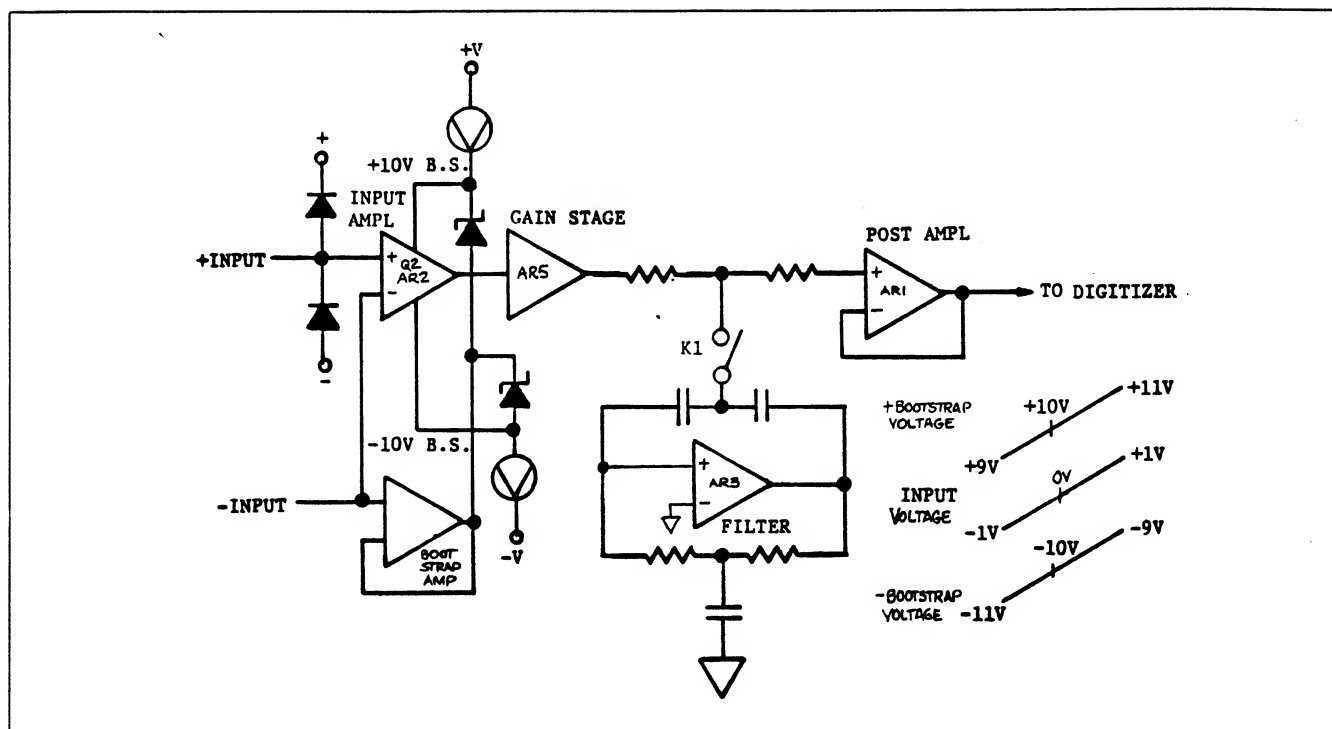 +V
+
+10V B.S.
INPUT
AMPL
GAIN STAGE
POST AMPL
+INPUT
+
-
Q2
AR2
AR5
+
-
AR1
TO DIGITIZER
-
K1
+BOOTSTRAP
VOLTAGE
+10V
+11V
+9V
-10V B.S.
+
-
AR3
FILTER
INPUT
VOLTAGE
0V
+1V
-1V
-INPUT
BOOT
STRAP
AMP
-V
-BOOTSTRAP
VOLTAGE
-10V
-9V
-11V